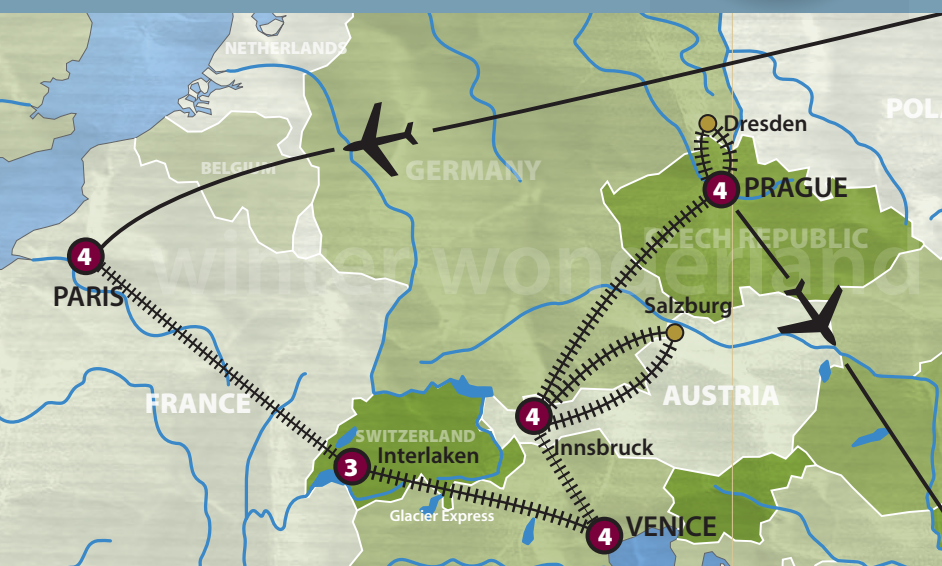 NETHERLANDS
POL
Dresden
BELGIUM
GERMANY
4
PRAGUE
CZECH REPUBLIC
4
PARIS
winter wonderland
Salzburg
FRANCE
AUSTRIA
4
Innsbruck
SWITZERLAND
Interlaken
3
Glacier Express
4
VENICE